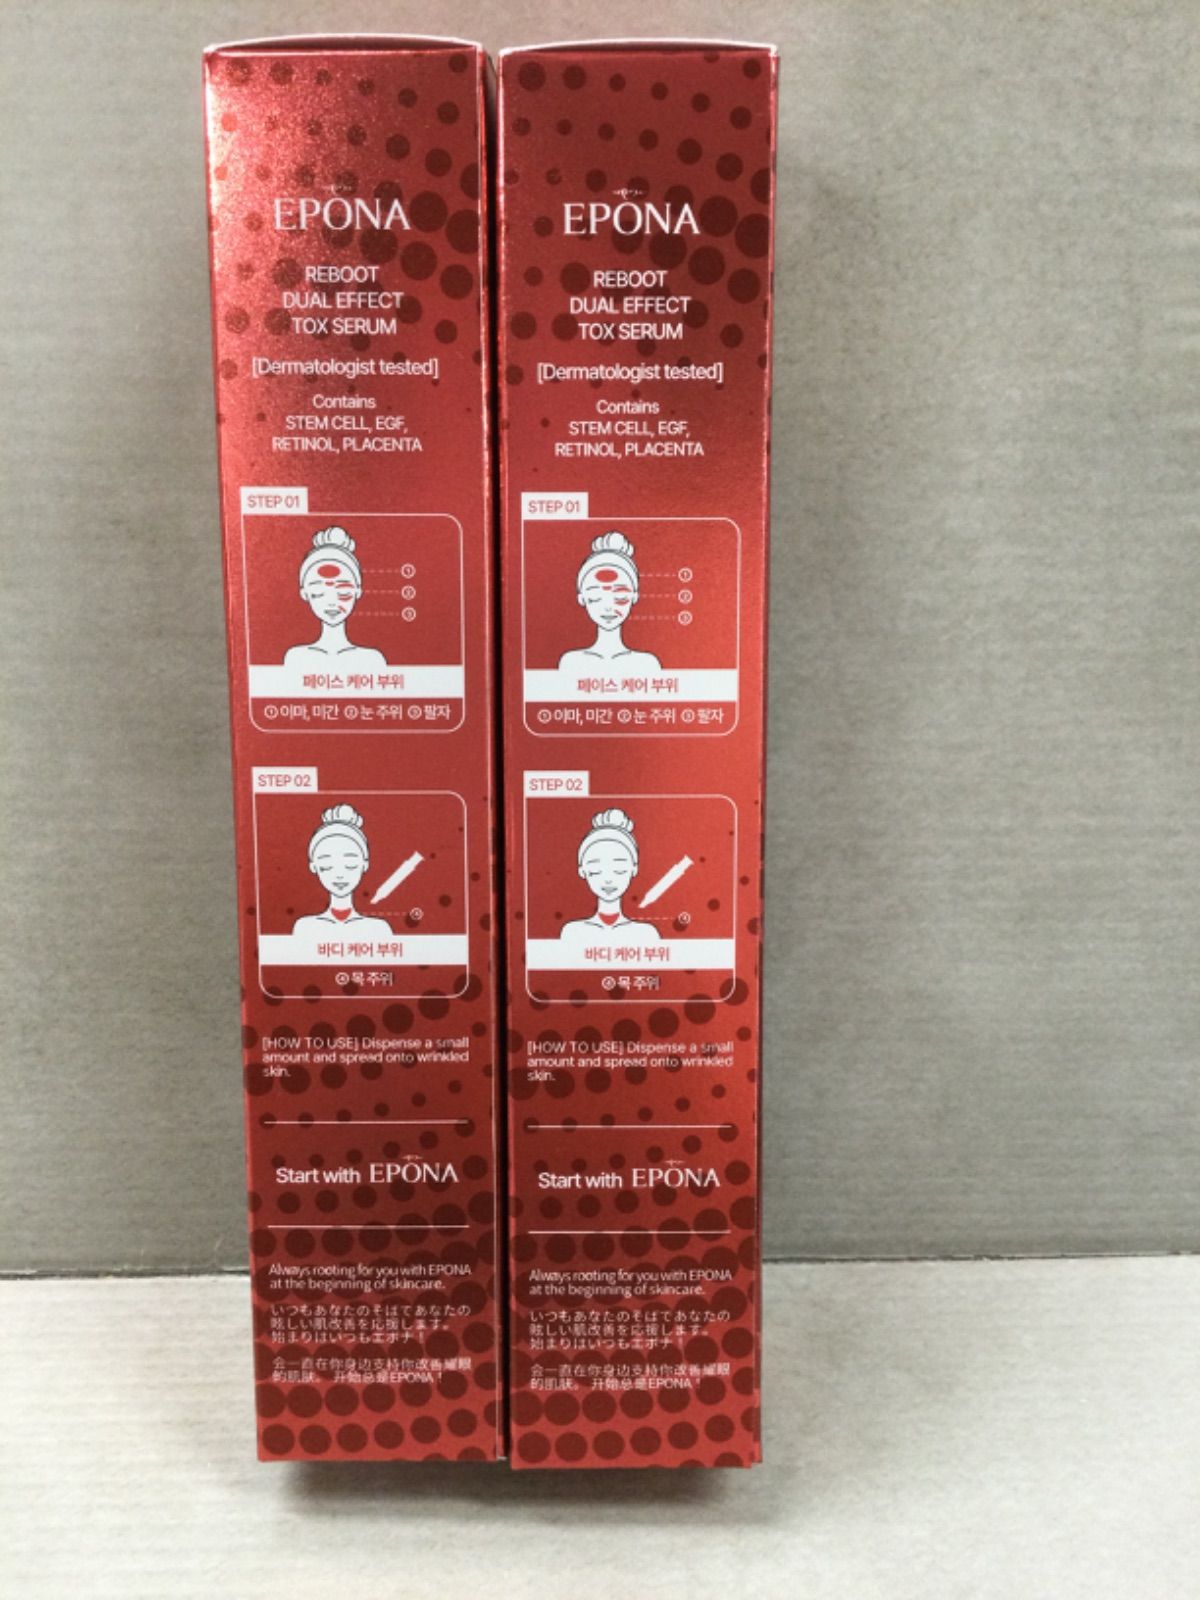 EPONA
REBOOT
DUAL EFFECT
TOX SERUM
[Dermatologist tested]
Contains
STEM CELL, EGF,
RETINOL, PLACENTA
STEP 01
①
②
③
페이스 케어 부위
① 이마, 미간 ② 눈 주위 ③ 팔자
STEP 02
④
바디 케어 부위
④ 목 주위
[HOW TO USE] Dispense a small
amount and spread onto wrinkled
skin.
Start with EPONA
Always rooting for you with EPONA
at the beginning of skincare.
いつもあなたのそばであなたの
眩しい肌改善を応援します。
始まりはいつもエポナ！
会一直在你身边支持你改善耀眼
的肌肤。 开始总是EPONA！
EPONA
REBOOT
DUAL EFFECT
TOX SERUM
[Dermatologist tested]
Contains
STEM CELL, EGF,
RETINOL, PLACENTA
STEP 01
①
②
③
페이스 케어 부위
① 이마, 미간 ② 눈 주위 ③ 팔자
STEP 02
④
바디 케어 부위
④ 목 주위
[HOW TO USE] Dispense a small
amount and spread onto wrinkled
skin.
Start with EPONA
Always rooting for you with EPONA
at the beginning of skincare.
いつもあなたのそばであなたの
眩しい肌改善を応援します。
始まりはいつもエポナ！
会一直在你身边支持你改善耀眼
的肌肤。 开始总是EPONA！